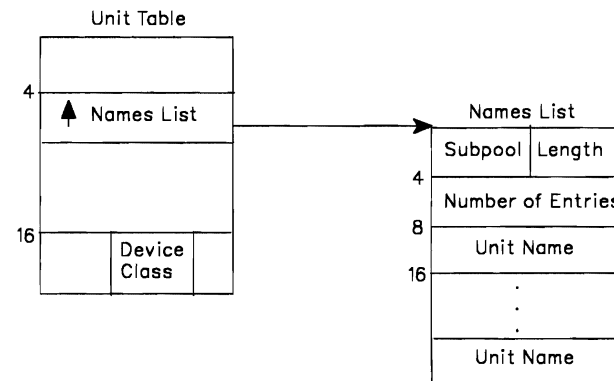 Unit Table
4
Names List
Names List
Subpool Length
4
Number of Entries
8
Unit Name
16
Device
Class
16
.
.
.
Unit Name